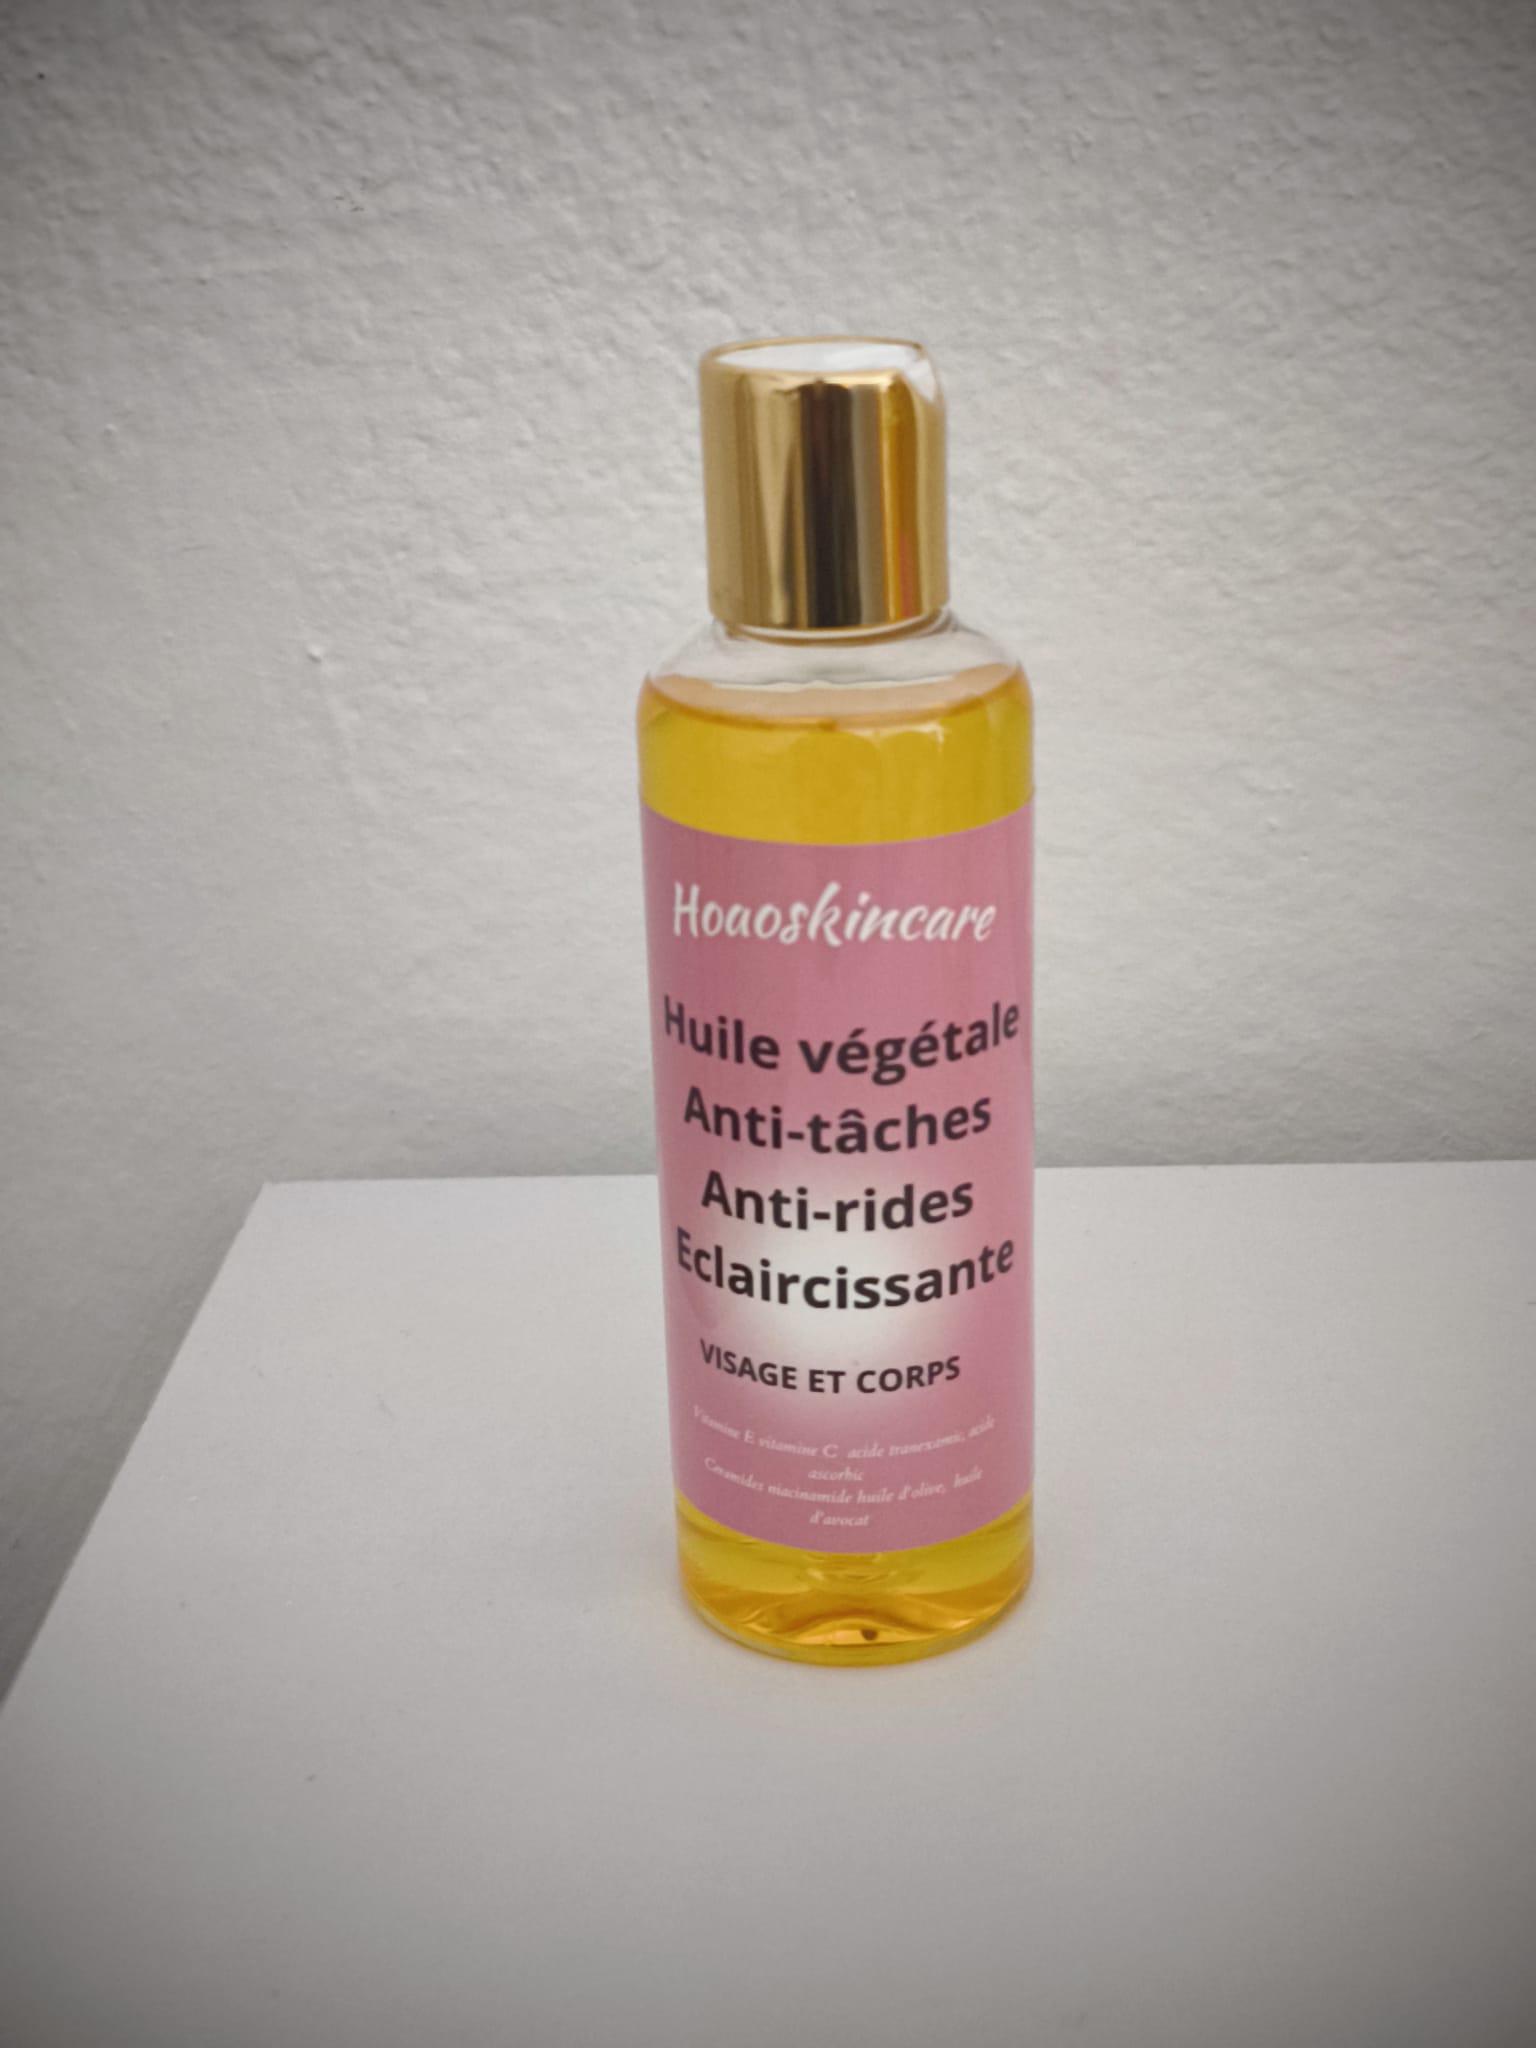 Hoaoskincare
Huile végétale
Anti-tâches
Anti-rides
Eclaircissante
VISAGE ET CORPS
Vitamine E vitamine C acide tranexamic, acide
ascorbic
Ceramides niacinamide huile d'olive, huile
d'avocat